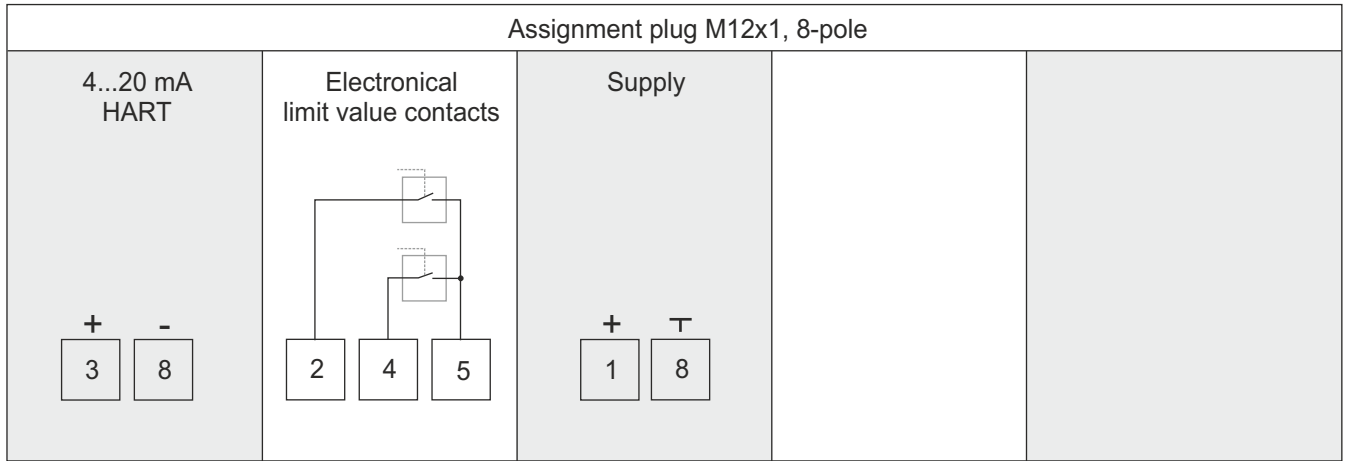 Assignment plug M12x1, 8-pole
4...20 mA
HART
Electronical
limit value contacts
Supply
+ -
3 8
2 4 5
+ ┬
1 8